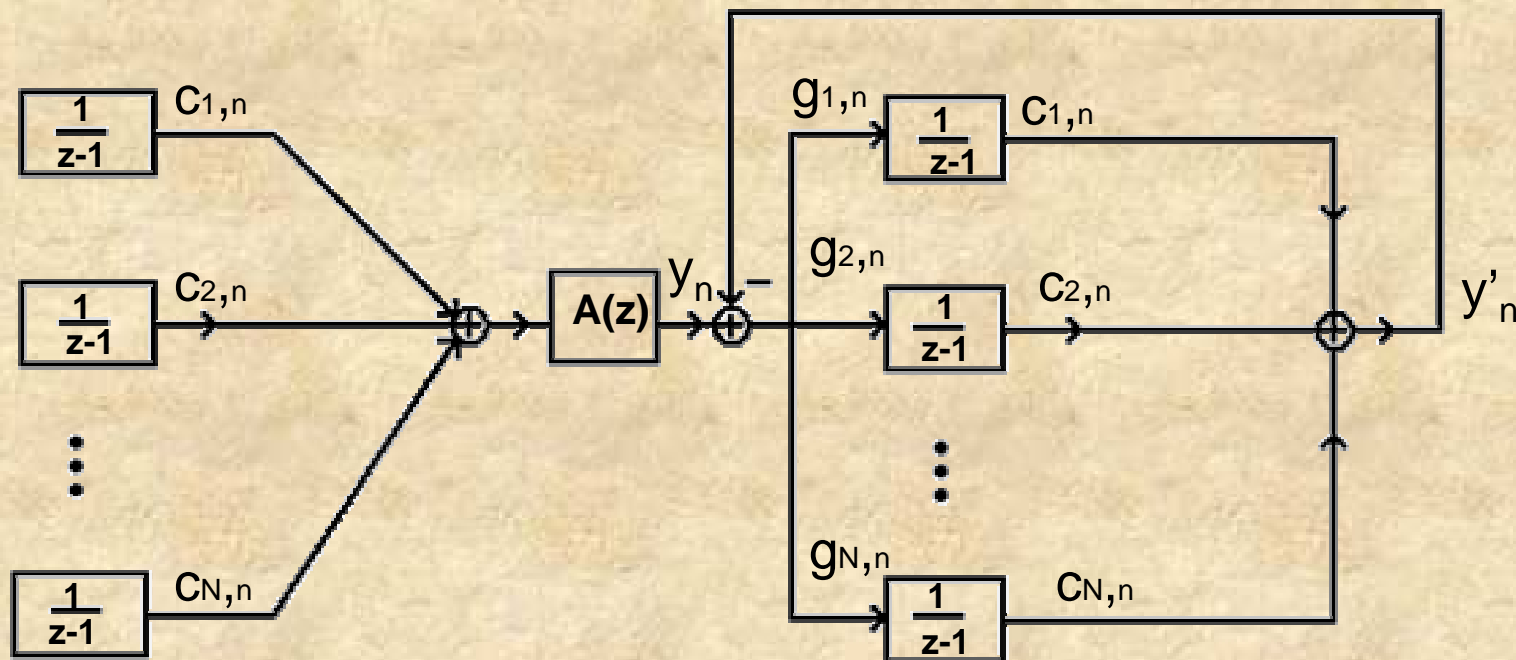 1
z-1
c1,n
1
z-1
c2,n
1
z-1
cN,n
+
A(z)
yn
−
+
g1,n
1
z-1
c1,n
g2,n
1
z-1
c2,n
gN,n
1
z-1
cN,n
+
y'n